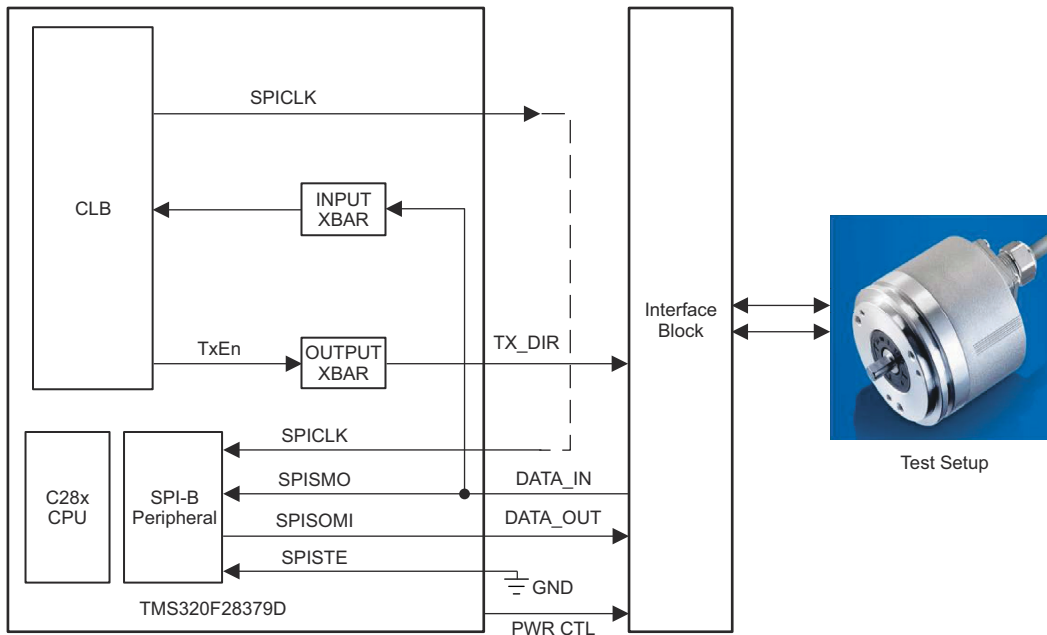 SPICLK
CLB
INPUT
XBAR
Interface
Block
TxEn
OUTPUT
XBAR
TX_DIR
SPICLK
Test Setup
C28x
CPU
SPI-B
Peripheral
SPISMO
DATA_IN
SPISOMI
DATA_OUT
SPISTE
GND
TMS320F28379D
PWR CTL